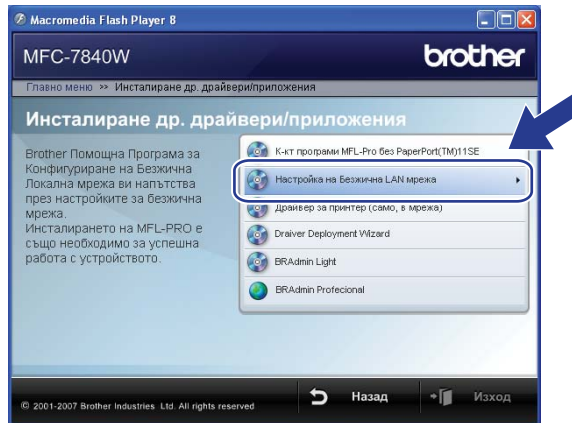 Macromedia Flash Player 8
MFC-7840W
brother
Главно меню >> Инсталиране др. драйвери/приложения
Инсталиране др. драйвери/приложения
Brother Помощна Програма за
Конфигуриране на Безжична
Локална мрежа ви напътства
през настройките за безжична
мрежа.
Инсталирането на MFL-PRO е
също необходимо за успешна
работа с устройството.
К-кт програми MFL-Pro без PaperPort(TM)11SE
Настройка на Безжична LAN мрежа
Драйвер за принтер (само, в мрежа)
Draiver Deployment Wizard
BRAdmin Light
BRAdmin Profecional
© 2001-2007 Brother Industries Ltd. All rights reserved
Назад
Изход